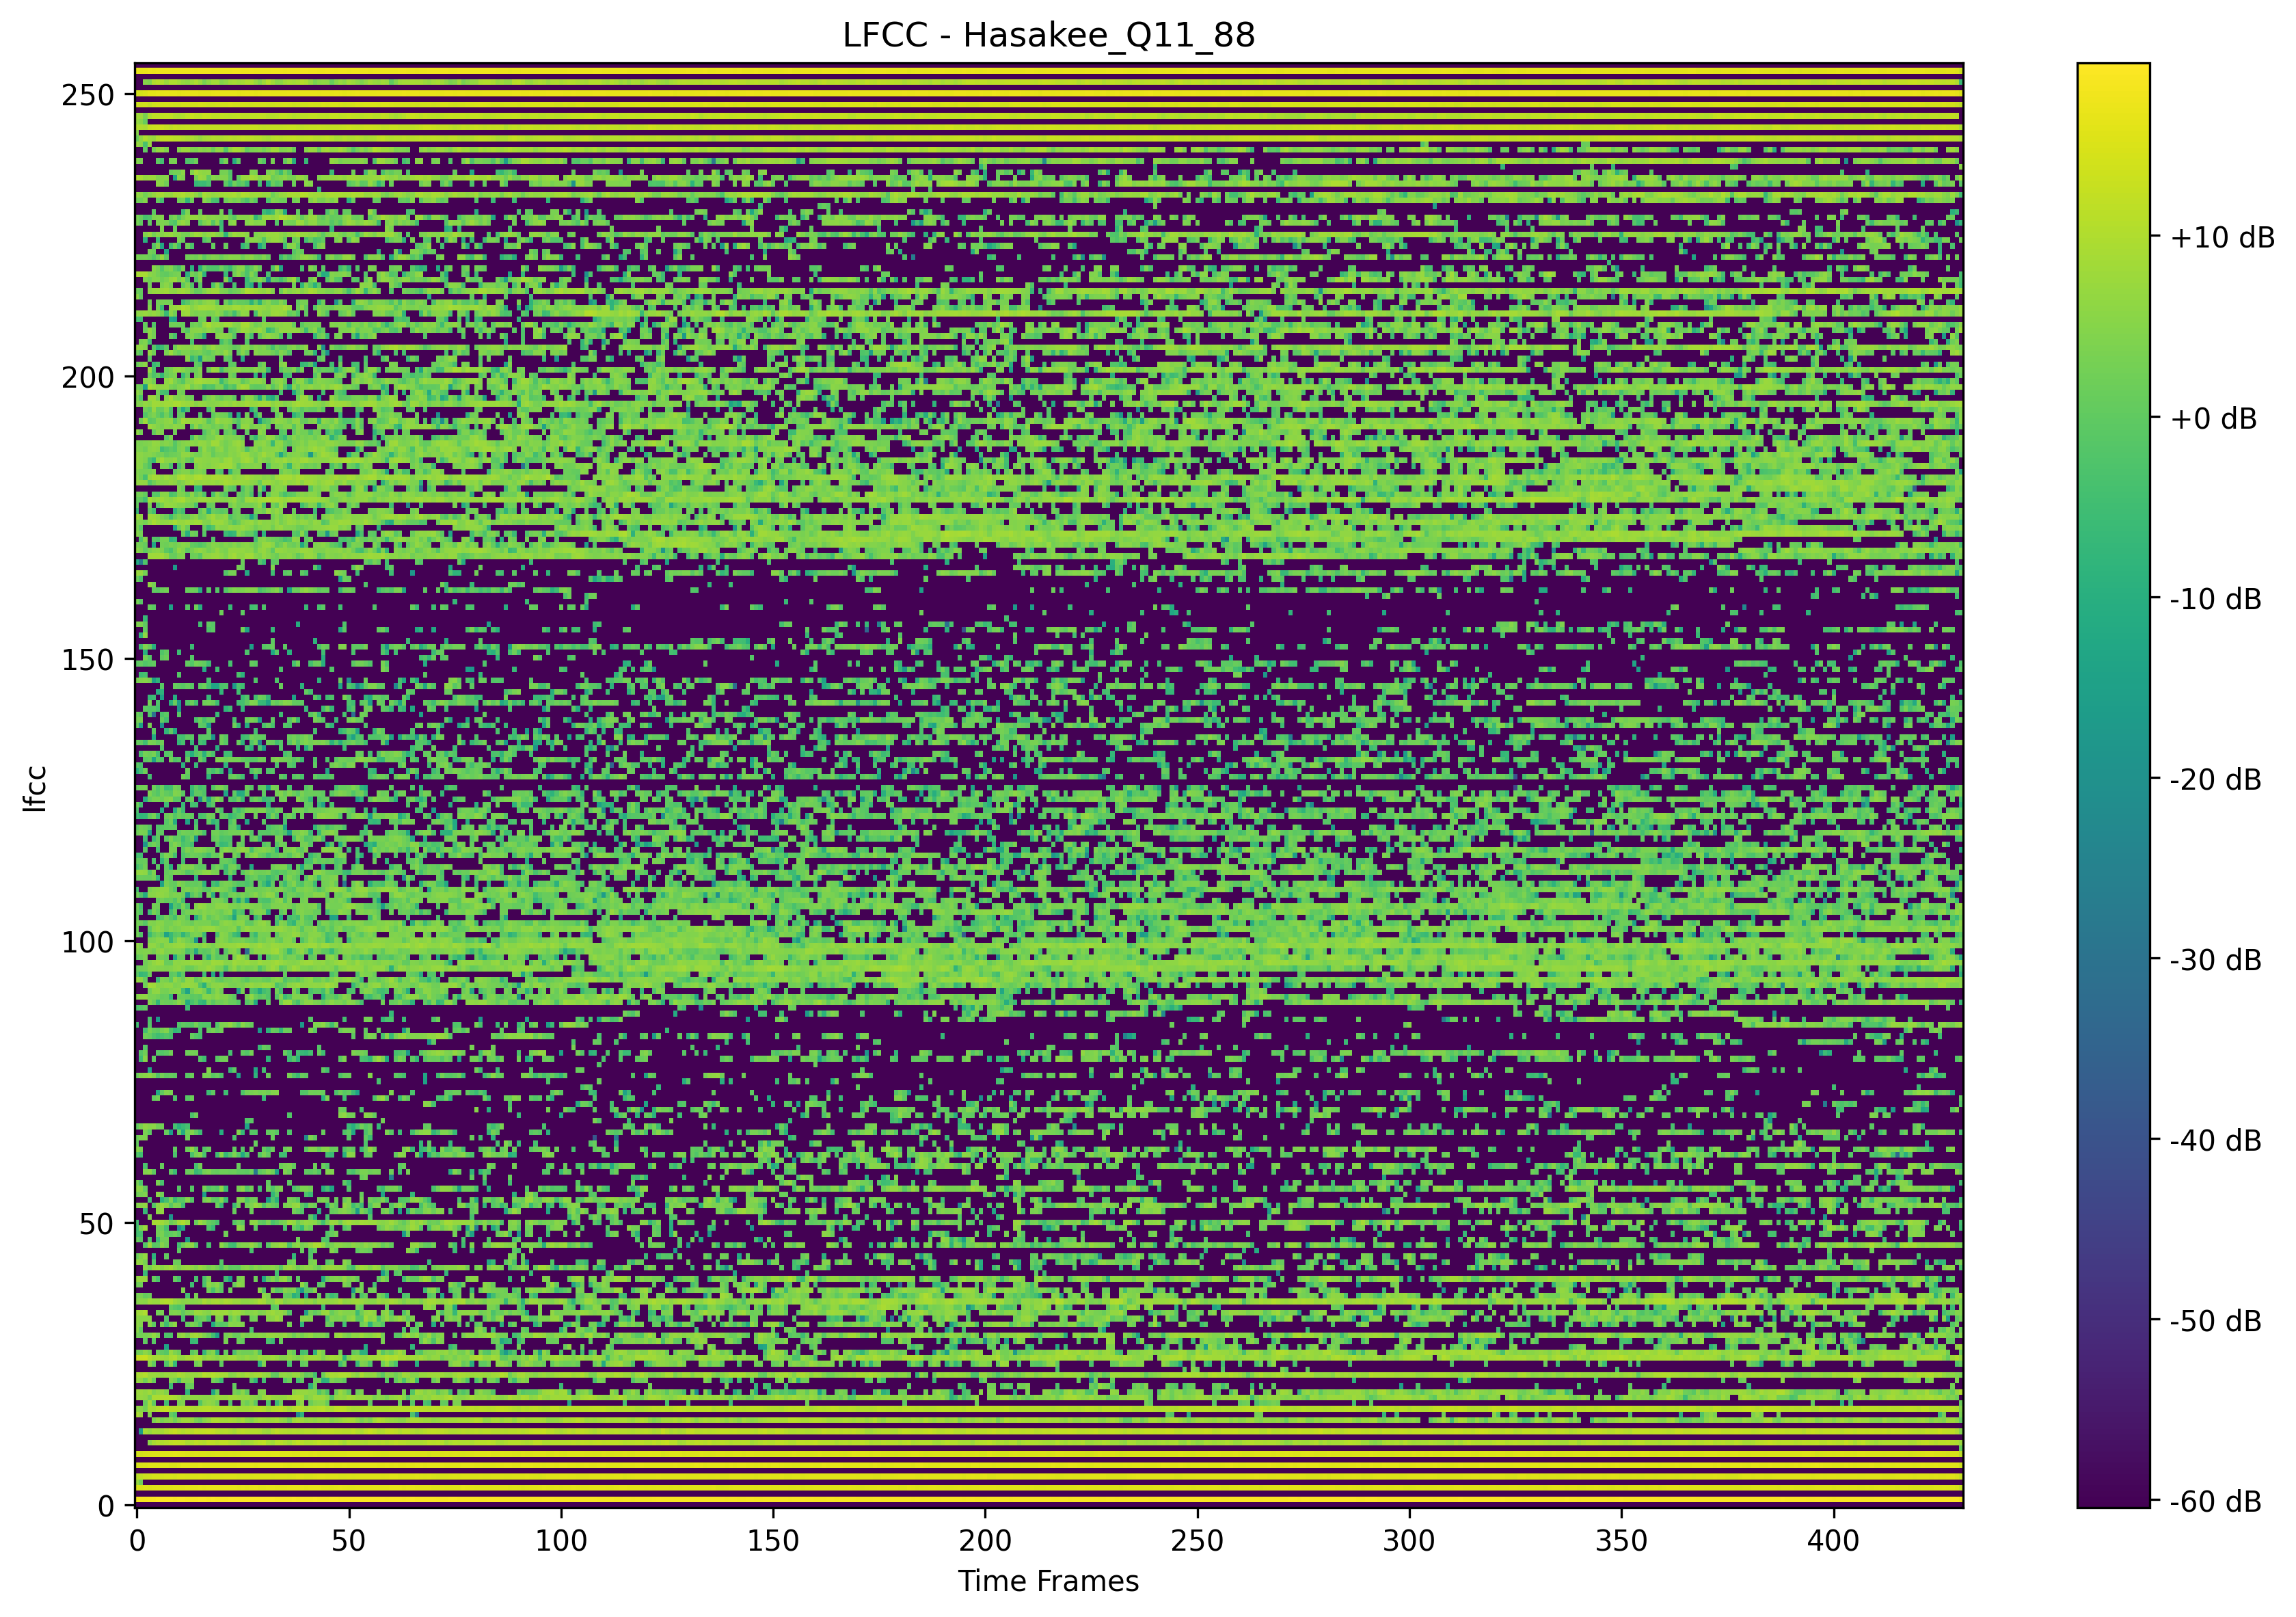 LFCC - Hasakee_Q11_88
250
200
150
100
50
0
lfcc
0 50 100 150 200 250 300 350 400
Time Frames
+10 dB
+0 dB
-10 dB
-20 dB
-30 dB
-40 dB
-50 dB
-60 dB